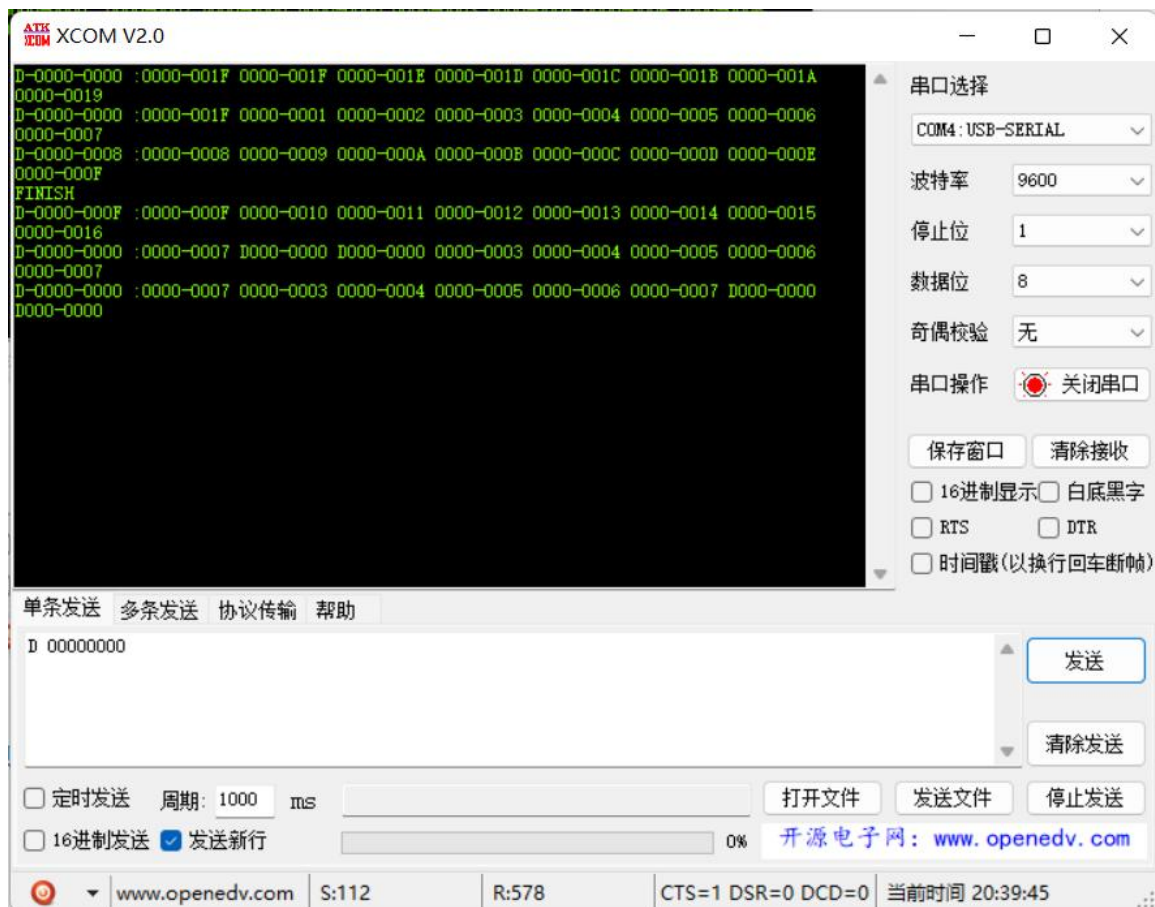 ATK
XCOM
XCOM V2.0
D-0000-0000 :0000-001F 0000-001F 0000-001E 0000-001D 0000-001C 0000-001B 0000-001A
0000-0019
D-0000-0000 :0000-001F 0000-0001 0000-0002 0000-0003 0000-0004 0000-0005 0000-0006
0000-0007
D-0000-0008 :0000-0008 0000-0009 0000-000A 0000-000B 0000-000C 0000-000D 0000-000E
0000-000F
FINISH
D-0000-000F :0000-000F 0000-0010 0000-0011 0000-0012 0000-0013 0000-0014 0000-0015
0000-0016
D-0000-0000 :0000-0007 D000-0000 D000-0000 0000-0003 0000-0004 0000-0005 0000-0006
0000-0007
D-0000-0000 :0000-0007 0000-0003 0000-0004 0000-0005 0000-0006 0000-0007 D000-0000
D000-0000
串口选择
COM4:USB-SERIAL
波特率 9600
停止位 1
数据位 8
奇偶校验 无
串口操作 关闭串口
保存窗口 清除接收
16进制显示 白底黑字
RTS DTR
时间戳(以换行回车断帧)
单条发送 多条发送 协议传输 帮助
D 00000000
发送
清除发送
定时发送 周期: 1000 ms 打开文件 发送文件 停止发送
16进制发送 发送新行 0% 开源电子网: www.openedv.com
www.openedv.com S:112 R:578 CTS=1 DSR=0 DCD=0 当前时间 20:39:45